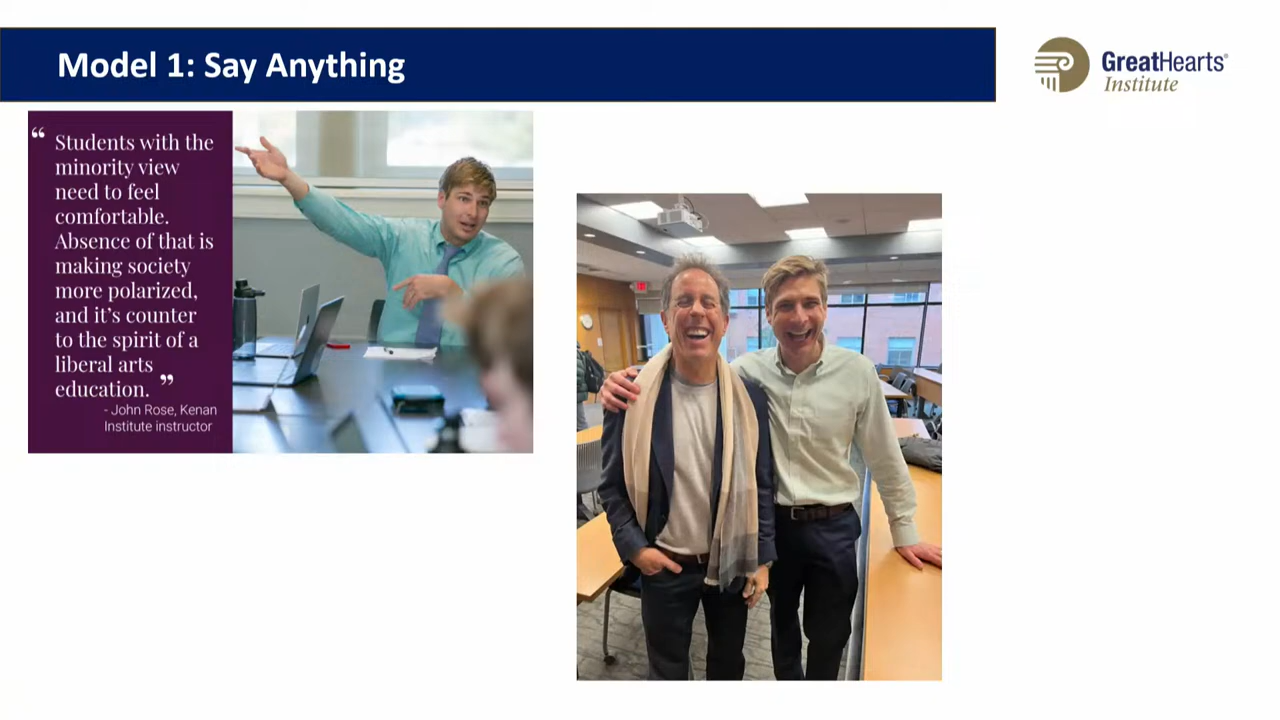 Model 1: Say Anything
GreatHearts®
Institute
“ Students with the
minority view
need to feel
comfortable.
Absence of that is
making society
more polarized,
and it’s counter
to the spirit of a
liberal arts
education. ”
- John Rose, Kenan
Institute instructor